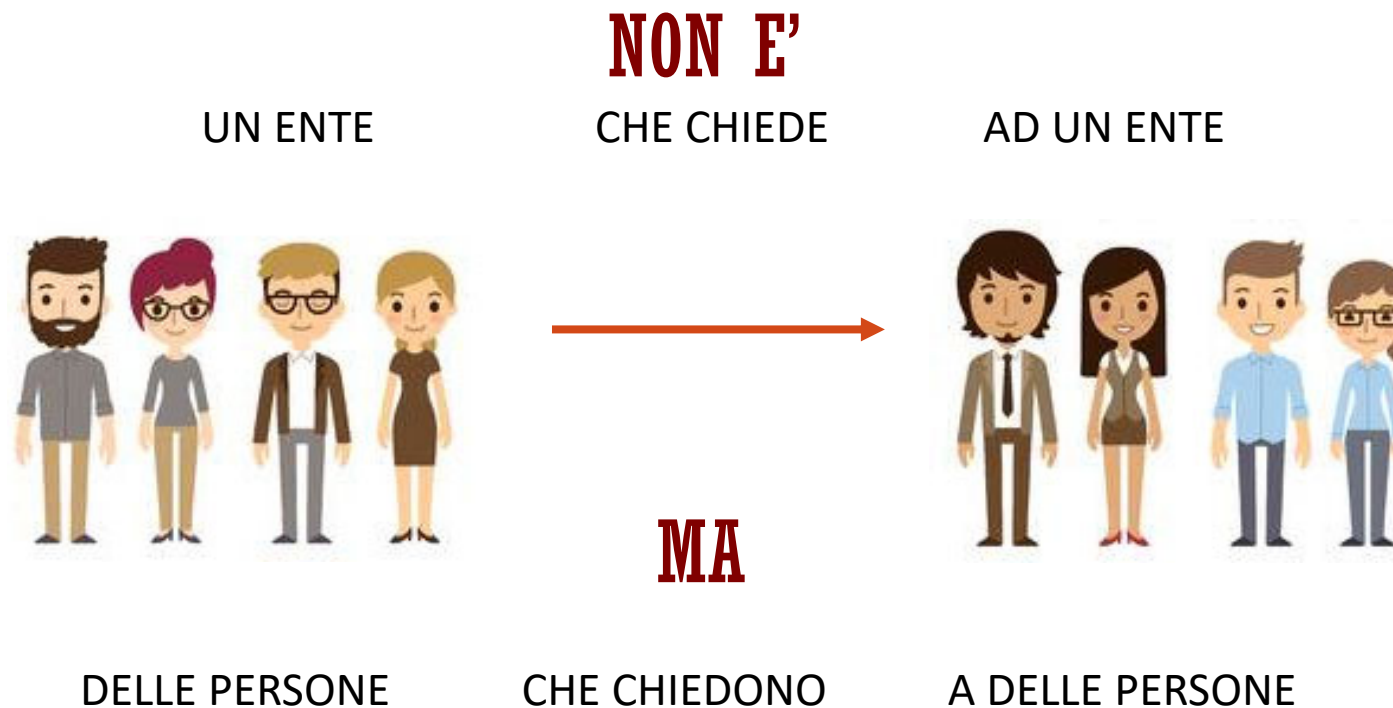 NON E’
UN ENTE CHE CHIEDE AD UN ENTE
MA
DELLE PERSONE CHE CHIEDONO A DELLE PERSONE